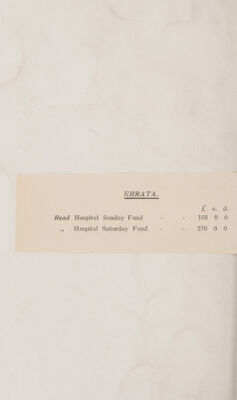 ERRATA.
£ s. d.
Read Hospital Sunday Fund - - 105 0 0
„ Hospital Saturday Fund - - 270 0 0